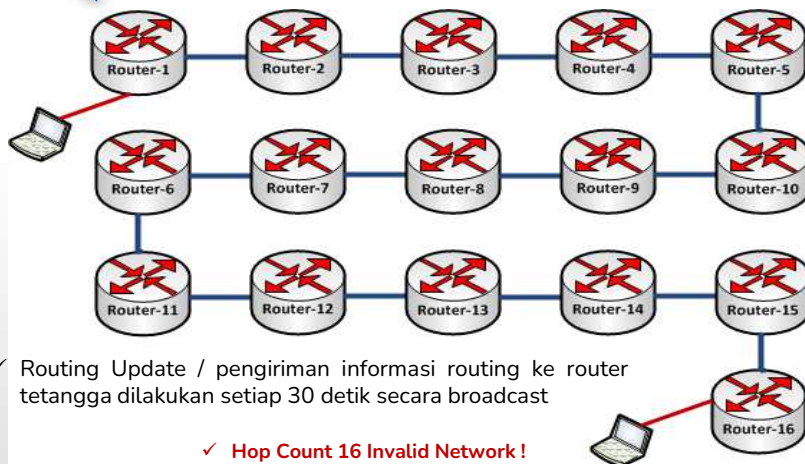 Router-1
Router-2
Router-3
Router-4
Router-5
Router-6
Router-7
Router-8
Router-9
Router-10
Router-11
Router-12
Router-13
Router-14
Router-15
✓ Routing Update / pengiriman informasi routing ke router
tetangga dilakukan setiap 30 detik secara broadcast
Router-16
✓ Hop Count 16 Invalid Network !